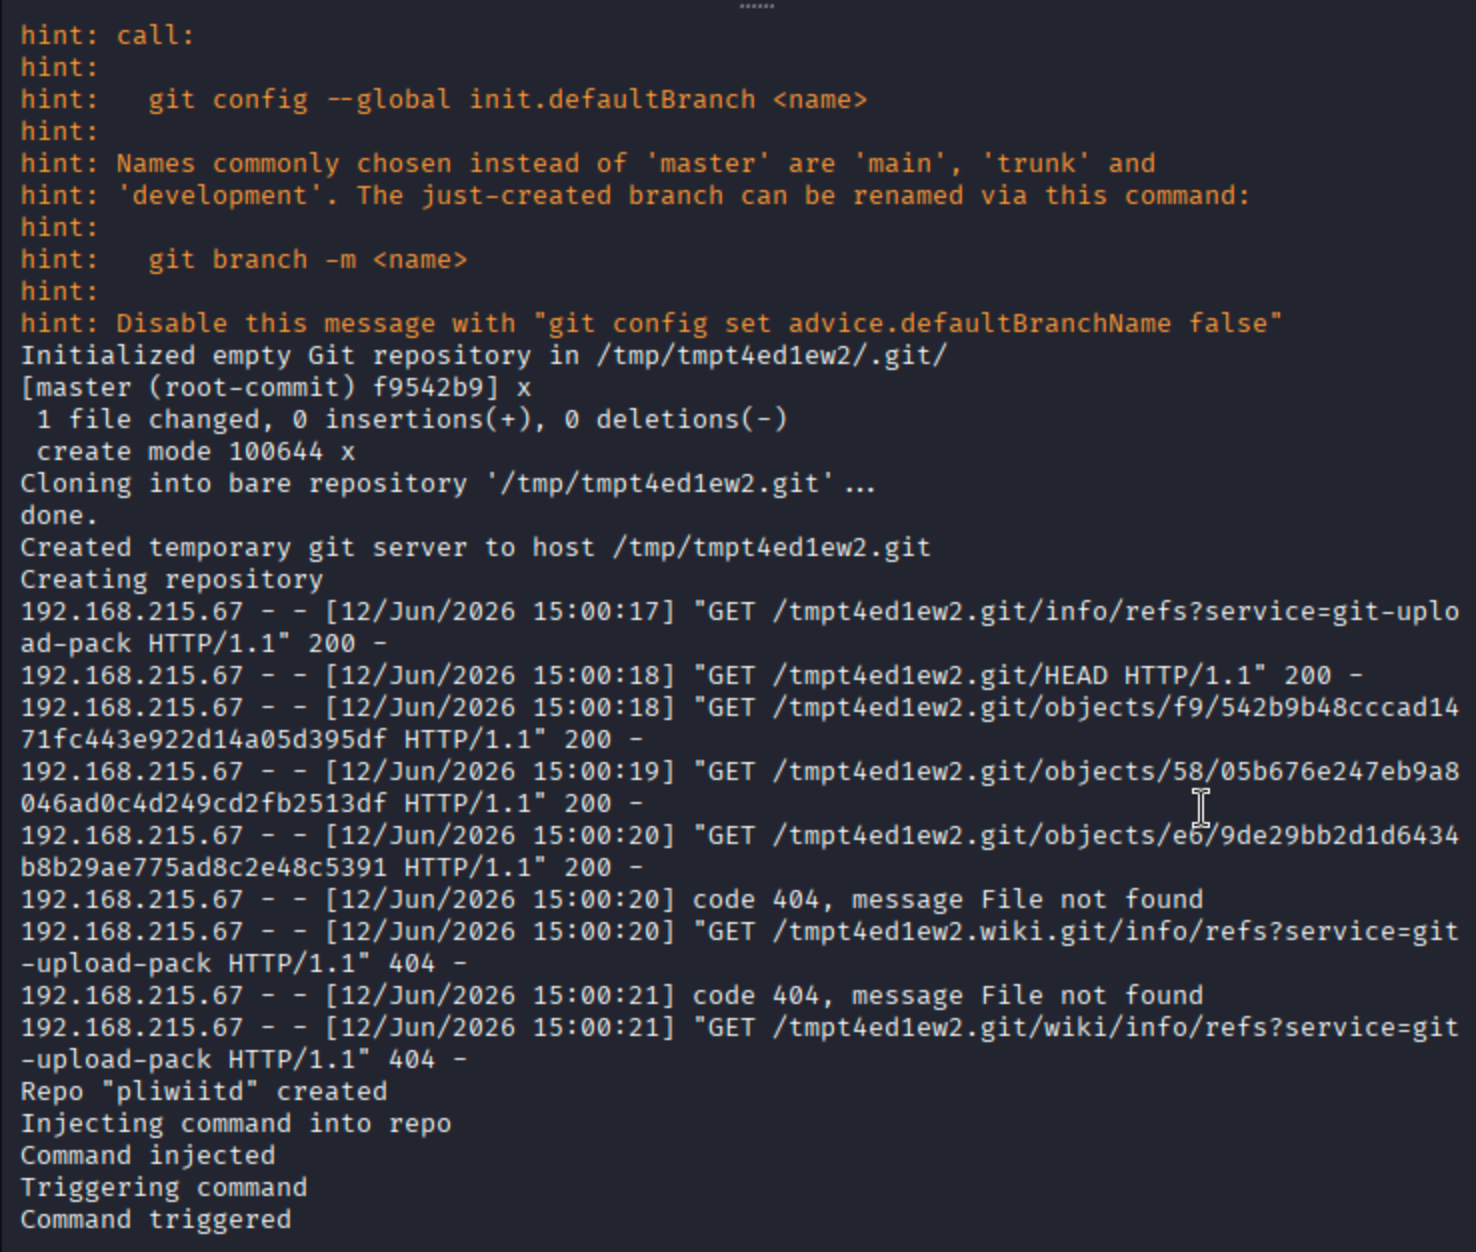 hint: call:
hint:
hint:   git config --global init.defaultBranch <name>
hint:
hint: Names commonly chosen instead of 'master' are 'main', 'trunk' and
hint: 'development'. The just-created branch can be renamed via this command:
hint:
hint:   git branch -m <name>
hint:
hint: Disable this message with "git config set advice.defaultBranchName false"
Initialized empty Git repository in /tmp/tmpt4ed1ew2/.git/
[master (root-commit) f9542b9] x
 1 file changed, 0 insertions(+), 0 deletions(-)
 create mode 100644 x
Cloning into bare repository '/tmp/tmpt4ed1ew2.git'...
done.
Created temporary git server to host /tmp/tmpt4ed1ew2.git
Creating repository
192.168.215.67 - - [12/Jun/2026 15:00:17] "GET /tmpt4ed1ew2.git/info/refs?service=git-uplo
ad-pack HTTP/1.1" 200 -
192.168.215.67 - - [12/Jun/2026 15:00:18] "GET /tmpt4ed1ew2.git/HEAD HTTP/1.1" 200 -
192.168.215.67 - - [12/Jun/2026 15:00:18] "GET /tmpt4ed1ew2.git/objects/f9/542b9b48cccad14
71fc443e922d14a05d395df HTTP/1.1" 200 -
192.168.215.67 - - [12/Jun/2026 15:00:19] "GET /tmpt4ed1ew2.git/objects/58/05b676e247eb9a8
046ad0c4d249cd2fb2513df HTTP/1.1" 200 -
192.168.215.67 - - [12/Jun/2026 15:00:20] "GET /tmpt4ed1ew2.git/objects/e6/9de29bb2d1d6434
b8b29ae775ad8c2e48c5391 HTTP/1.1" 200 -
192.168.215.67 - - [12/Jun/2026 15:00:20] code 404, message File not found
192.168.215.67 - - [12/Jun/2026 15:00:20] "GET /tmpt4ed1ew2.wiki.git/info/refs?service=git
-upload-pack HTTP/1.1" 404 -
192.168.215.67 - - [12/Jun/2026 15:00:21] code 404, message File not found
192.168.215.67 - - [12/Jun/2026 15:00:21] "GET /tmpt4ed1ew2.git/wiki/info/refs?service=git
-upload-pack HTTP/1.1" 404 -
Repo "pliwiitd" created
Injecting command into repo
Command injected
Triggering command
Command triggered